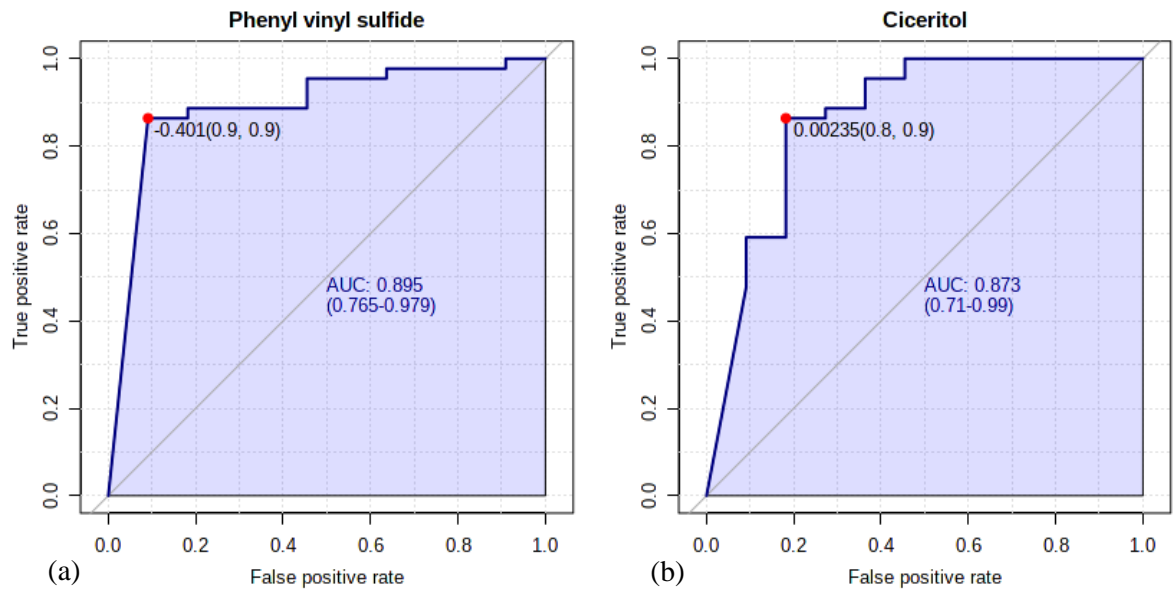 Phenyl vinyl sulfide
True positive rate
1.0
0.8
0.6
0.4
0.2
0.0
-0.401(0.9, 0.9)
AUC: 0.895
(0.765-0.979)
0.0 0.2 0.4 0.6 0.8 1.0
False positive rate
(a)
Ciceritol
True positive rate
1.0
0.8
0.6
0.4
0.2
0.0
0.00235(0.8, 0.9)
AUC: 0.873
(0.71-0.99)
0.0 0.2 0.4 0.6 0.8 1.0
False positive rate
(b)